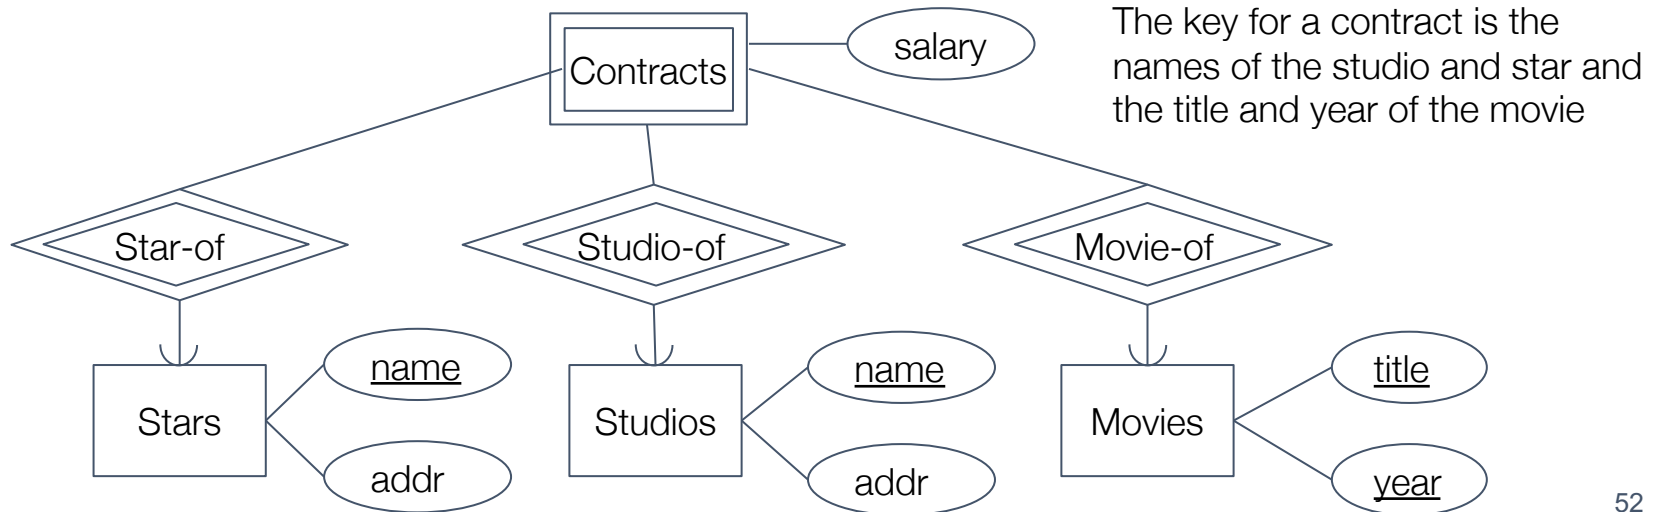 The key for a contract is the
names of the studio and star and
the title and year of the movie
salary
Contracts
Star-of
Studio-of
Movie-of
name
name
title
Stars
Studios
Movies
addr
addr
year
52